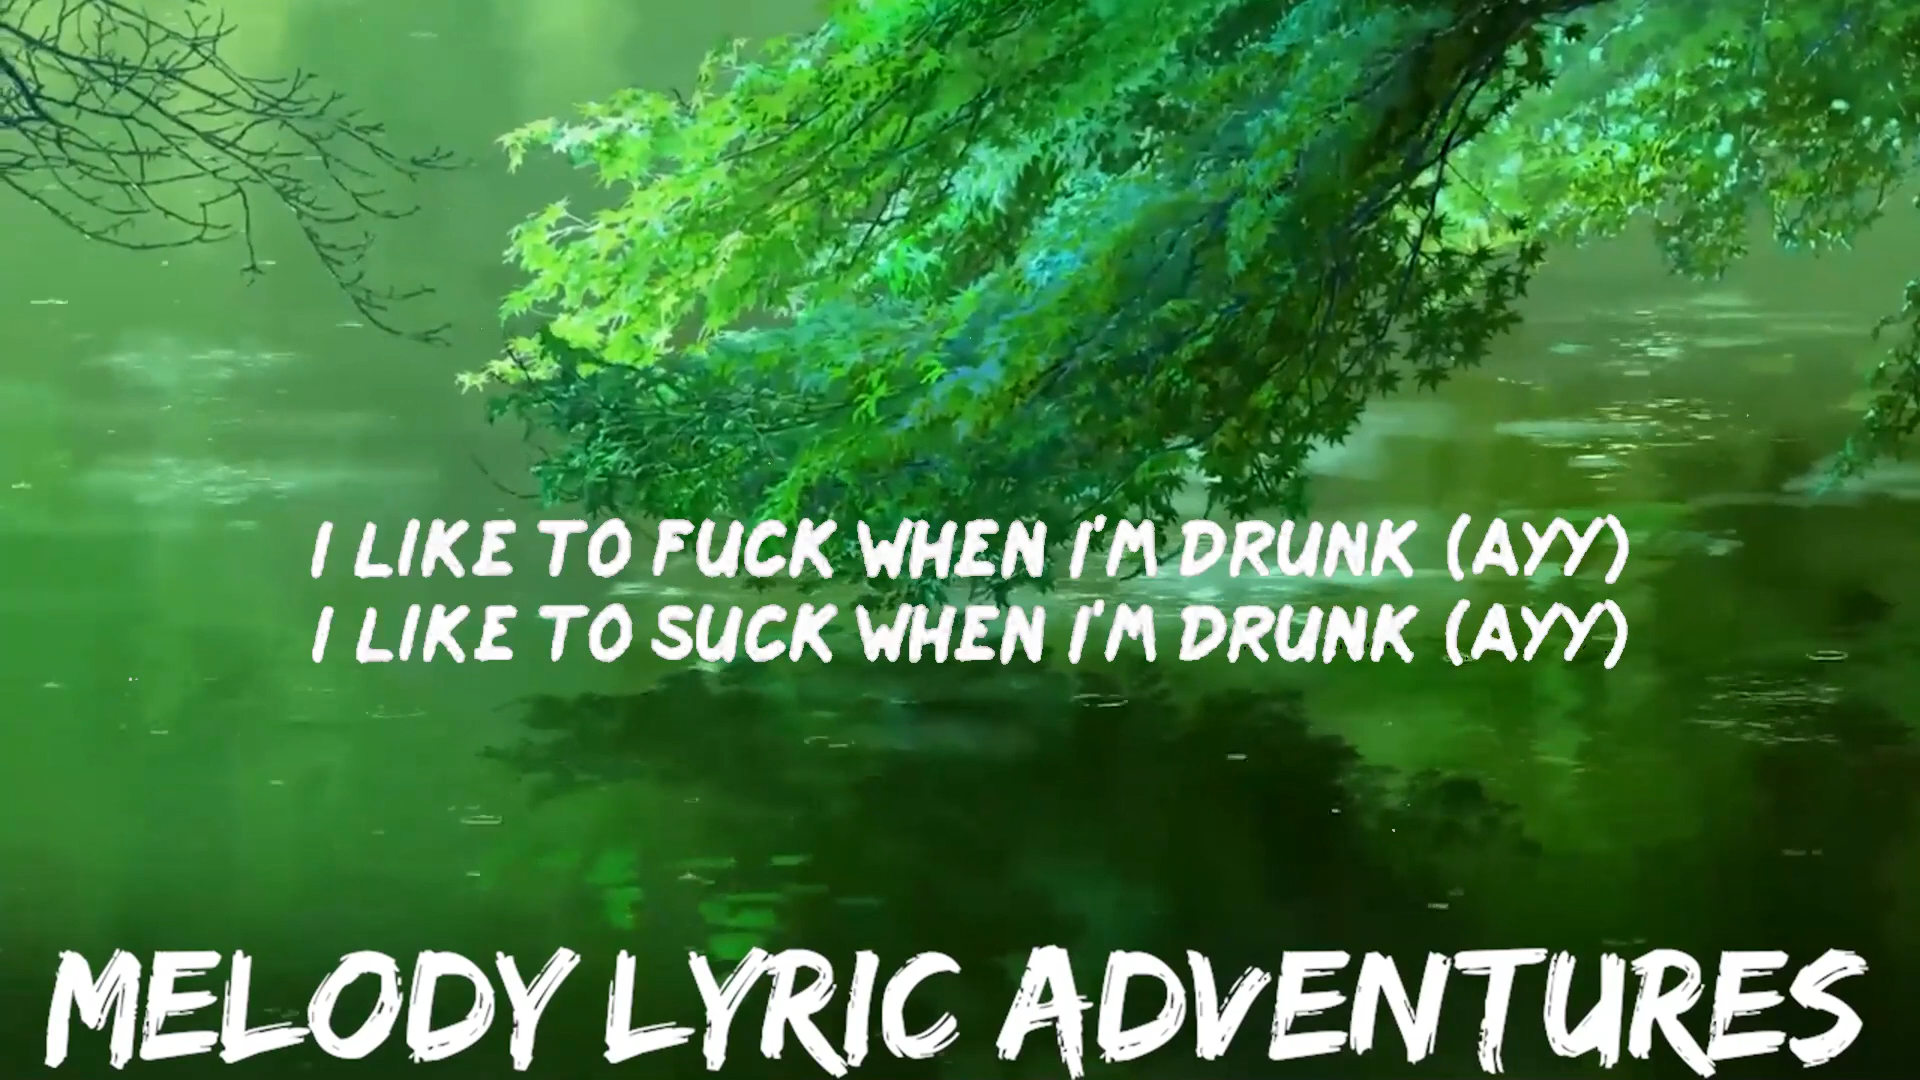 I LIKE TO FUCK WHEN I'M DRUNK (AYY)
I LIKE TO SUCK WHEN I'M DRUNK (AYY)
MELODY LYRIC ADVENTURES